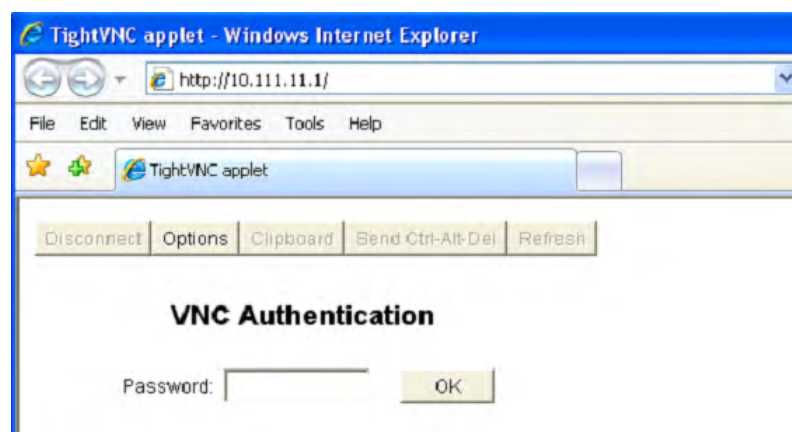 TightVNC applet - Windows Internet Explorer
http://10.111.11.1/
File Edit View Favorites Tools Help
TightVNC applet
Disconnect Options Clipboard Send Ctrl-Alt-Del Refresh
VNC Authentication
Password: OK